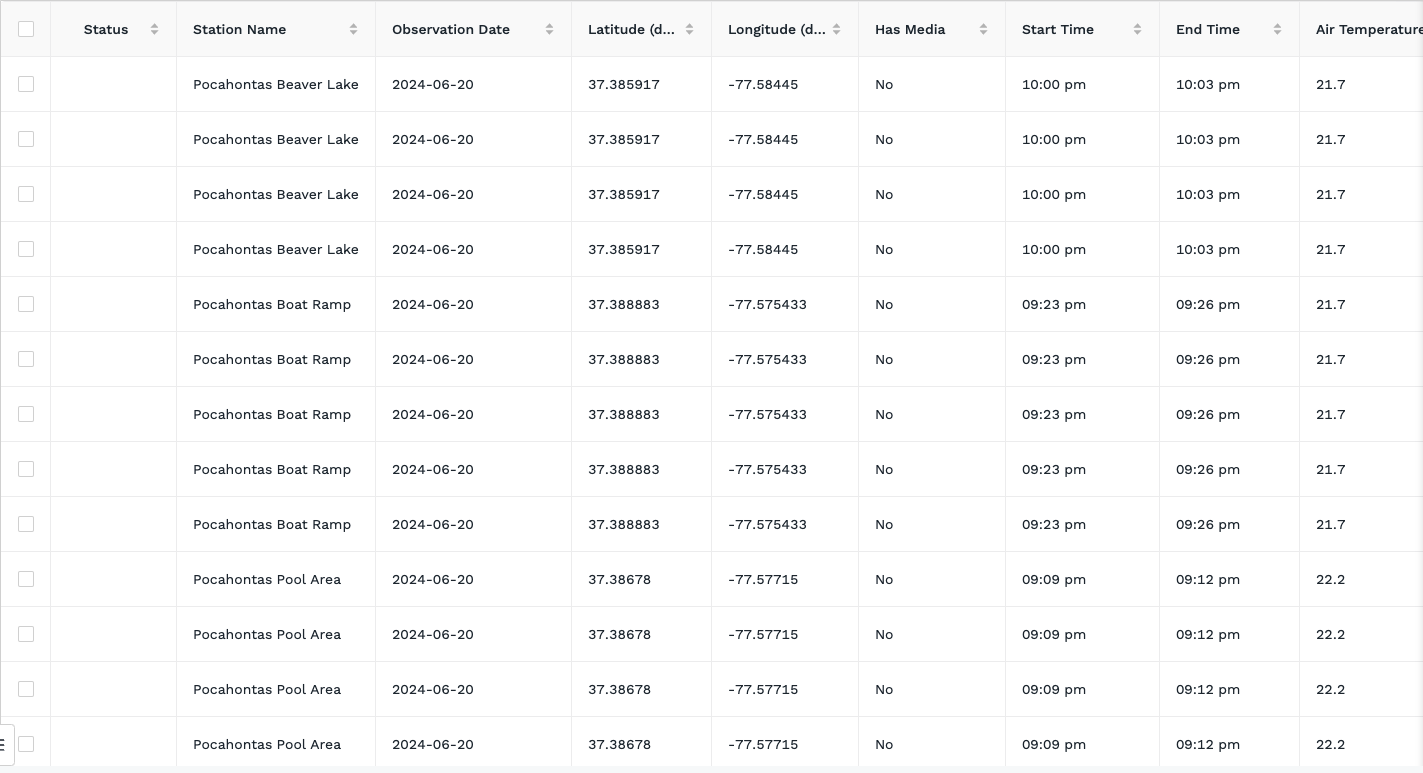 Status Station Name Observation Date Latitude (d... Longitude (d... Has Media Start Time End Time Air Temperature
Pocahontas Beaver Lake 2024-06-20 37.385917 -77.58445 No 10:00 pm 10:03 pm 21.7
Pocahontas Beaver Lake 2024-06-20 37.385917 -77.58445 No 10:00 pm 10:03 pm 21.7
Pocahontas Beaver Lake 2024-06-20 37.385917 -77.58445 No 10:00 pm 10:03 pm 21.7
Pocahontas Beaver Lake 2024-06-20 37.385917 -77.58445 No 10:00 pm 10:03 pm 21.7
Pocahontas Boat Ramp 2024-06-20 37.388883 -77.575433 No 09:23 pm 09:26 pm 21.7
Pocahontas Boat Ramp 2024-06-20 37.388883 -77.575433 No 09:23 pm 09:26 pm 21.7
Pocahontas Boat Ramp 2024-06-20 37.388883 -77.575433 No 09:23 pm 09:26 pm 21.7
Pocahontas Boat Ramp 2024-06-20 37.388883 -77.575433 No 09:23 pm 09:26 pm 21.7
Pocahontas Boat Ramp 2024-06-20 37.388883 -77.575433 No 09:23 pm 09:26 pm 21.7
Pocahontas Pool Area 2024-06-20 37.38678 -77.57715 No 09:09 pm 09:12 pm 22.2
Pocahontas Pool Area 2024-06-20 37.38678 -77.57715 No 09:09 pm 09:12 pm 22.2
Pocahontas Pool Area 2024-06-20 37.38678 -77.57715 No 09:09 pm 09:12 pm 22.2
Pocahontas Pool Area 2024-06-20 37.38678 -77.57715 No 09:09 pm 09:12 pm 22.2